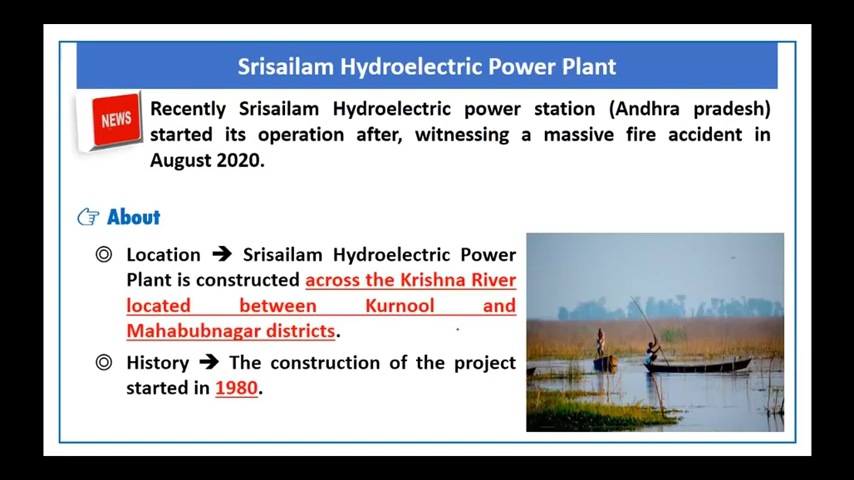 Srisailam Hydroelectric Power Plant
NEWS
Recently Srisailam Hydroelectric power station (Andhra pradesh)
started its operation after, witnessing a massive fire accident in
August 2020.
About
Location ➔ Srisailam Hydroelectric Power
Plant is constructed across the Krishna River
located between Kurnool and
Mahabubnagar districts.
History ➔ The construction of the project
started in 1980.